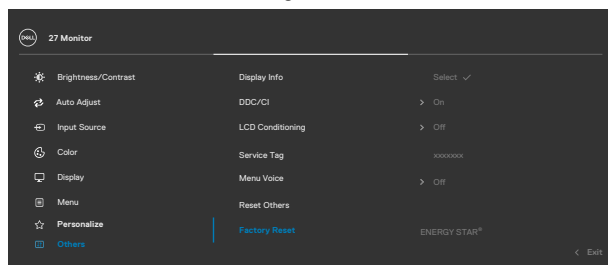 DELL 27 Monitor
Brightness/Contrast Display Info Select ✓
Auto Adjust DDC/CI > On
Input Source LCD Conditioning > Off
Color Service Tag xxxxxxx
Display Menu Voice > Off
Menu Reset Others
Personalize Factory Reset ENERGY STAR®
Others
< Exit